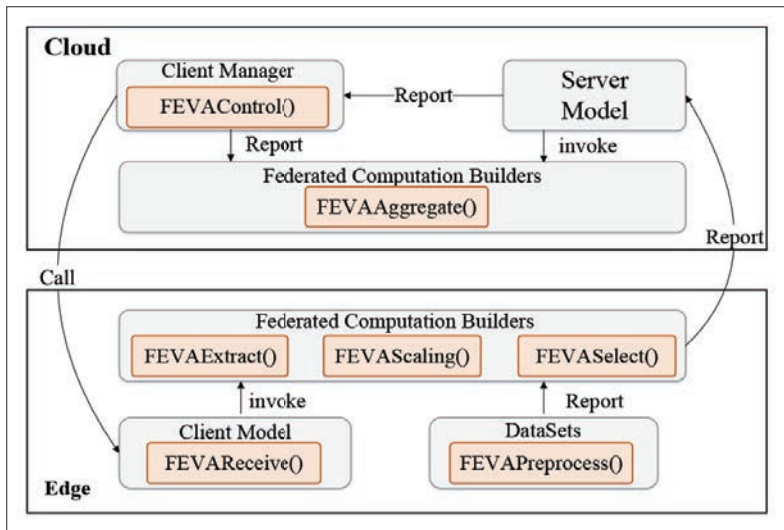 Cloud
Client Manager
FEVAControl()
Report
Server
Model
Report
invoke
Federated Computation Builders
FEVAAggregate()
Report
Call
Federated Computation Builders
FEVAExtract()
FEVAScaling()
FEVASelect()
invoke
Report
Client Model
DataSets
FEVAReceive()
FEVAPreprocess()
Edge